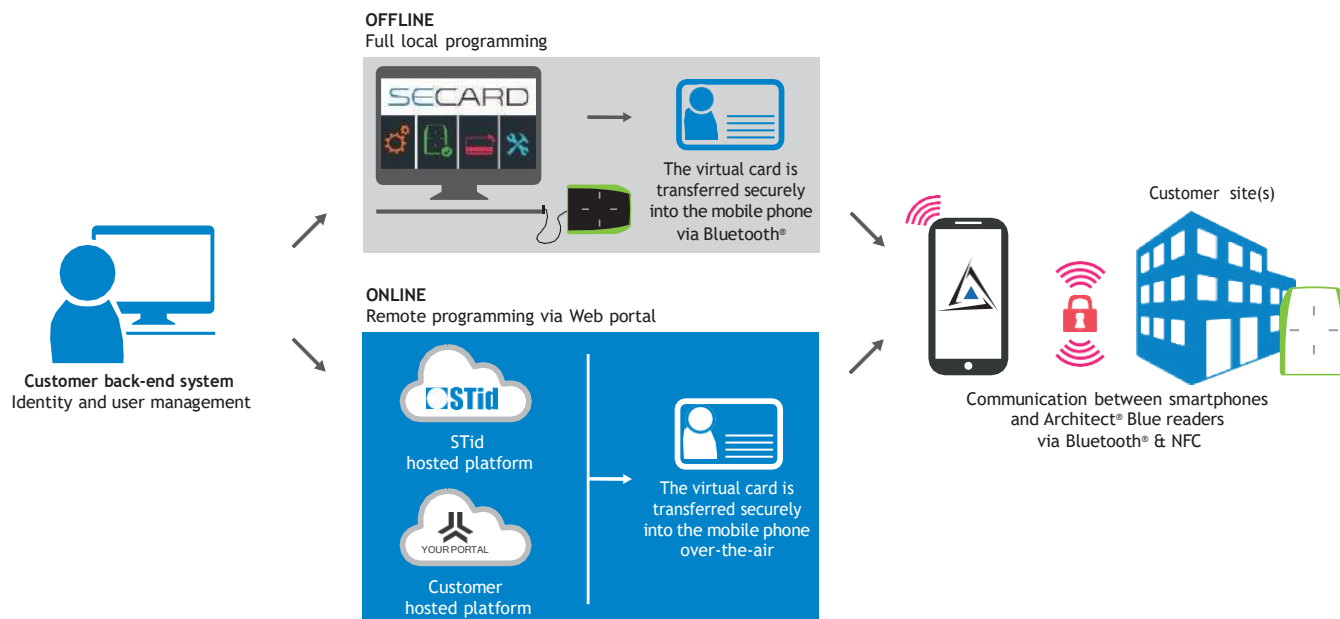 OFFLINE
Full local programming
SECARD
The virtual card is
transferred securely
into the mobile phone
via Bluetooth®
Customer site(s)
ONLINE
Remote programming via Web portal
Customer back-end system
Identity and user management
STid
STid
hosted platform
YOUR PORTAL
Customer
hosted platform
The virtual card is
transferred securely
into the mobile phone
over-the-air
Communication between smartphones
and Architect® Blue readers
via Bluetooth® & NFC